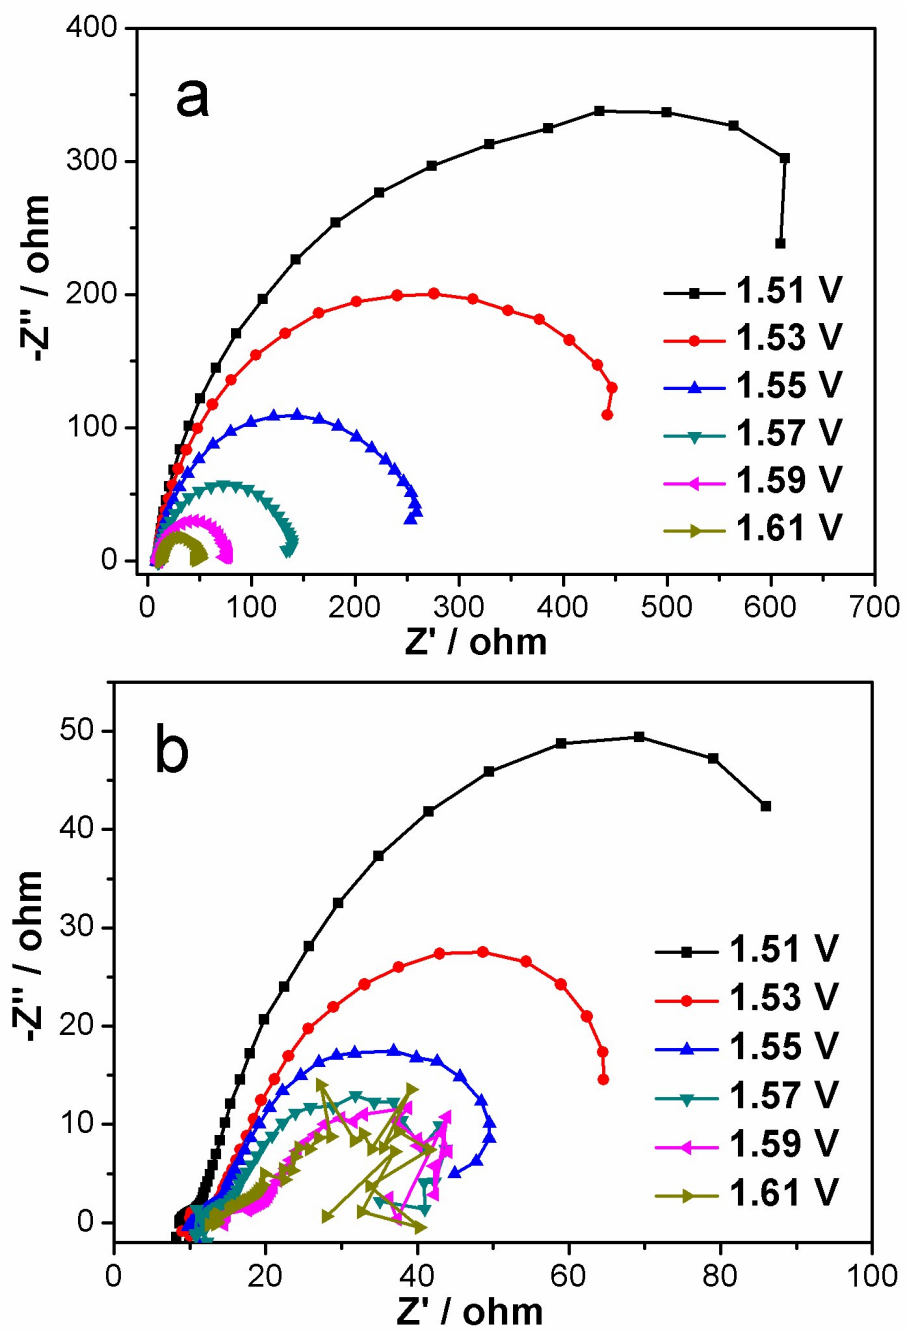 400
a
300
-Z" / ohm
200
1.51 V
1.53 V
1.55 V
100
1.57 V
1.59 V
1.61 V
0
0 100 200 300 400 500 600 700
Z' / ohm
50
b
40
30
-Z" / ohm
1.51 V
1.53 V
20
1.55 V
1.57 V
10
1.59 V
1.61 V
0
0 20 40 60 80 100
Z' / ohm